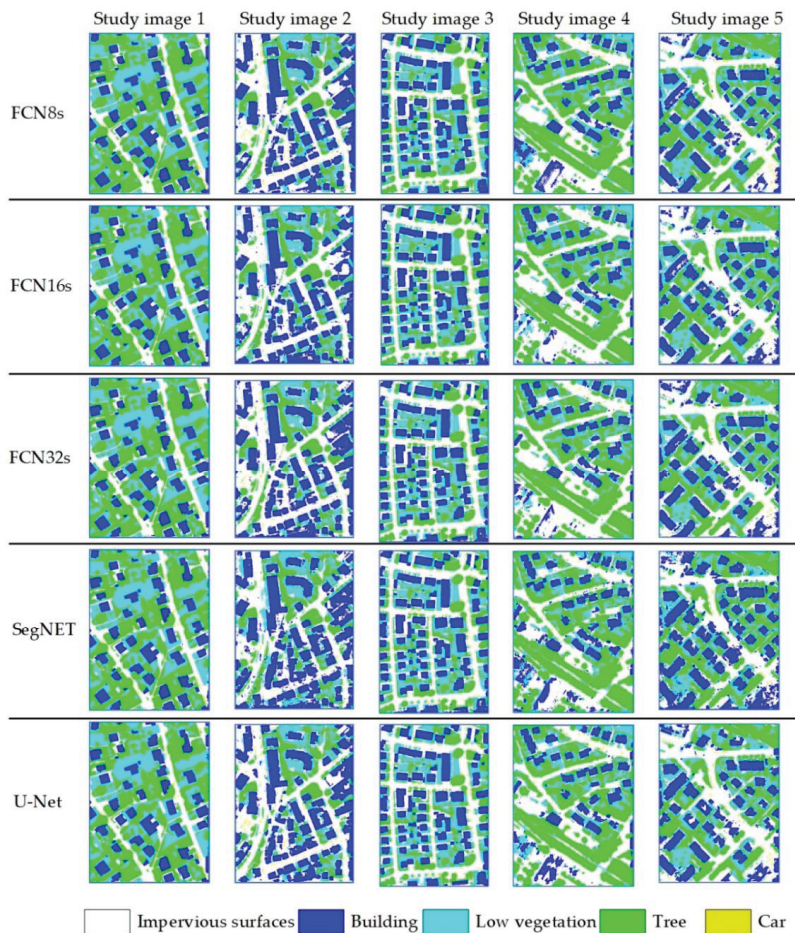 Study image 1 Study image 2 Study image 3 Study image 4 Study image 5
FCN8s
FCN16s
FCN32s
SegNET
U-Net
Impervious surfaces Building Low vegetation Tree Car